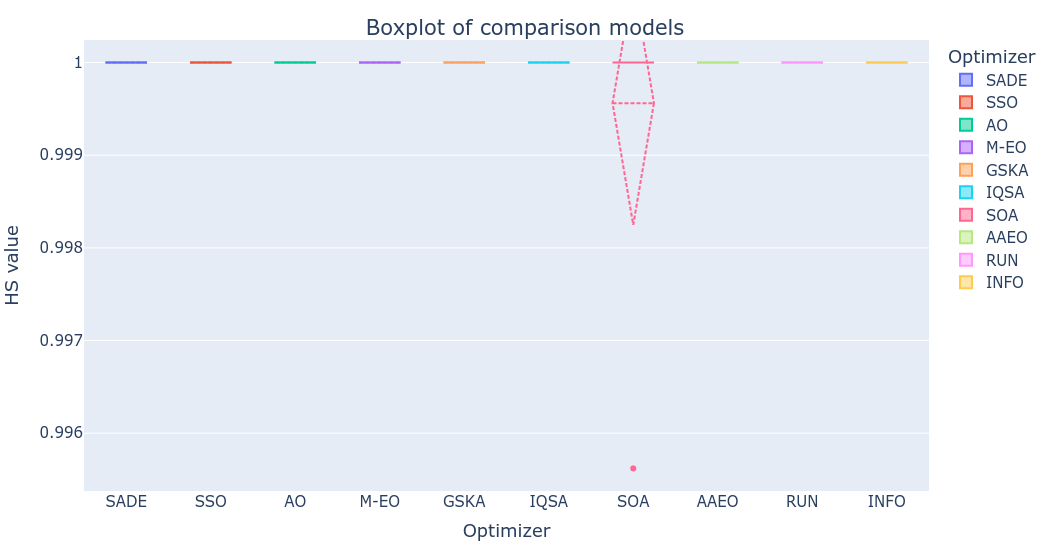 Boxplot of comparison models
HS value
1
0.999
0.998
0.997
0.996
SADE
SSO
AO
M-EO
GSKA
IQSA
SOA
AAEO
RUN
INFO
Optimizer
Optimizer
SADE
SSO
AO
M-EO
GSKA
IQSA
SOA
AAEO
RUN
INFO